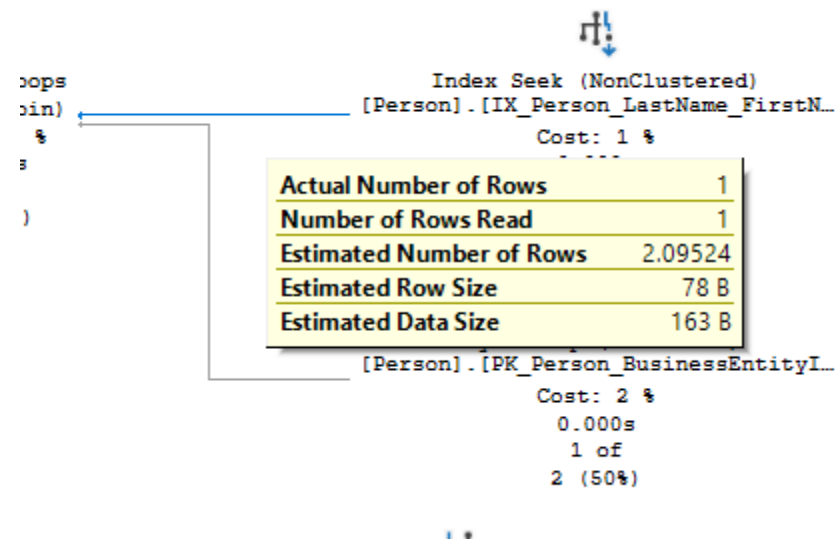 oops
Index Seek (NonClustered)
oin)
[Person].[IX_Person_LastName_FirstN…
%
Cost: 1 %
s
Actual Number of Rows 1
)
Number of Rows Read 1
Estimated Number of Rows 2.09524
Estimated Row Size 78 B
Estimated Data Size 163 B
[Person].[PK_Person_BusinessEntityI…
Cost: 2 %
0.000s
1 of
2 (50%)